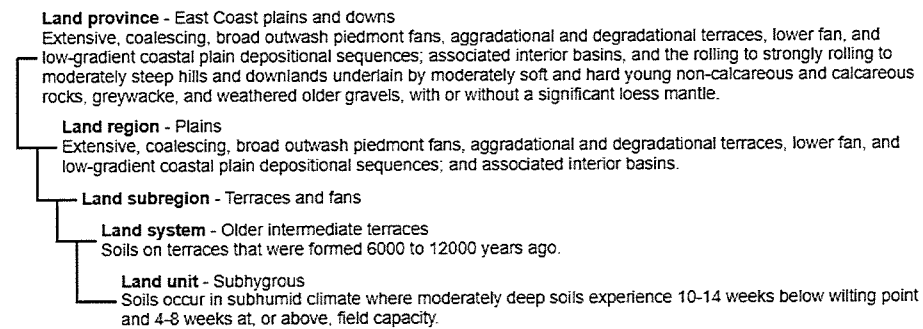 Land province - East Coast plains and downs
Extensive, coalescing, broad outwash piedmont fans, aggradational and degradational terraces, lower fan, and
low-gradient coastal plain depositional sequences; associated interior basins, and the rolling to strongly rolling to
moderately steep hills and downlands underlain by moderately soft and hard young non-calcareous and calcareous
rocks, greywacke, and weathered older gravels, with or without a significant loess mantle.
Land region - Plains
Extensive, coalescing, broad outwash piedmont fans, aggradational and degradational terraces, lower fan, and
low-gradient coastal plain depositional sequences; and associated interior basins.
Land subregion - Terraces and fans
Land system - Older intermediate terraces
Soils on terraces that were formed 6000 to 12000 years ago.
Land unit - Subhygrous
Soils occur in subhumid climate where moderately deep soils experience 10-14 weeks below wilting point
and 4-8 weeks at, or above, field capacity.